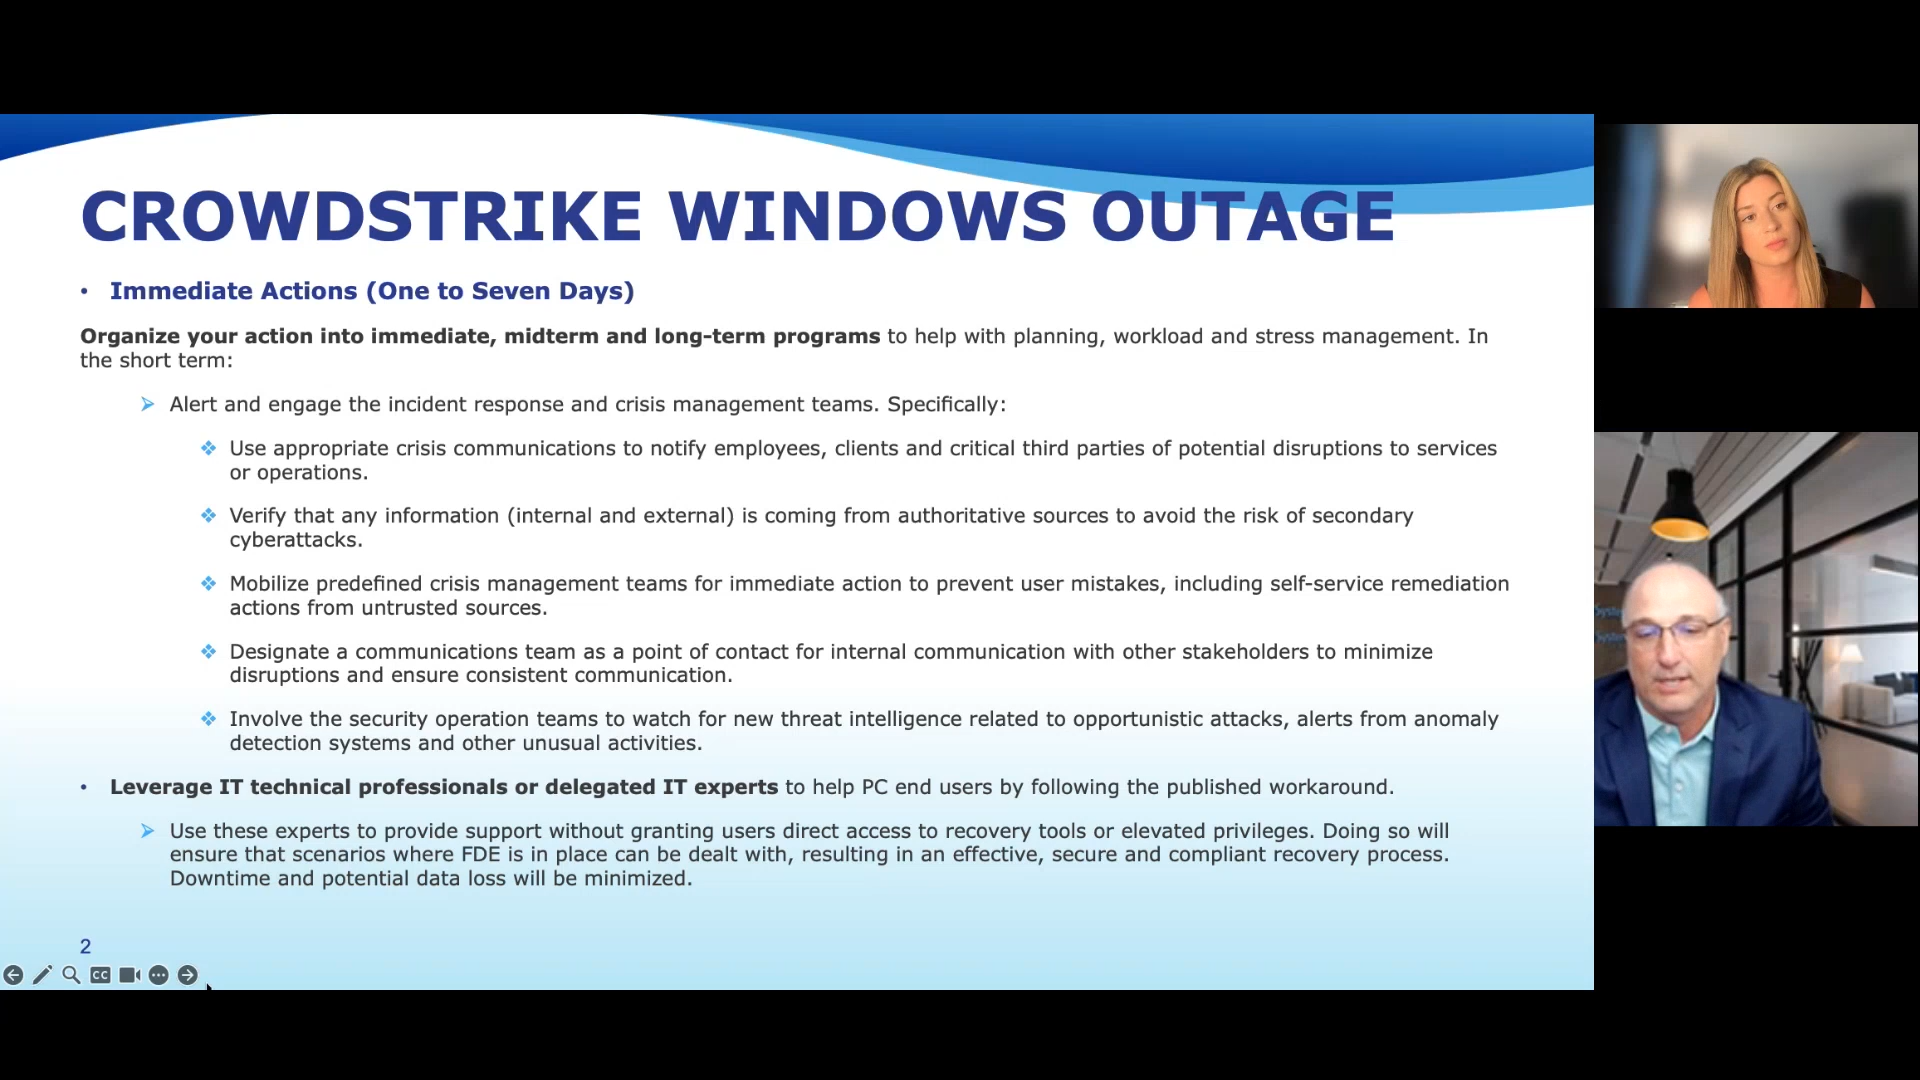 CROWDSTRIKE WINDOWS OUTAGE
• Immediate Actions (One to Seven Days)
Organize your action into immediate, midterm and long-term programs to help with planning, workload and stress management. In
the short term:
Alert and engage the incident response and crisis management teams. Specifically:
Use appropriate crisis communications to notify employees, clients and critical third parties of potential disruptions to services
or operations.
Verify that any information (internal and external) is coming from authoritative sources to avoid the risk of secondary
cyberattacks.
Mobilize predefined crisis management teams for immediate action to prevent user mistakes, including self-service remediation
actions from untrusted sources.
Designate a communications team as a point of contact for internal communication with other stakeholders to minimize
disruptions and ensure consistent communication.
Involve the security operation teams to watch for new threat intelligence related to opportunistic attacks, alerts from anomaly
detection systems and other unusual activities.
• Leverage IT technical professionals or delegated IT experts to help PC end users by following the published workaround.
Use these experts to provide support without granting users direct access to recovery tools or elevated privileges. Doing so will
ensure that scenarios where FDE is in place can be dealt with, resulting in an effective, secure and compliant recovery process.
Downtime and potential data loss will be minimized.
2
CC